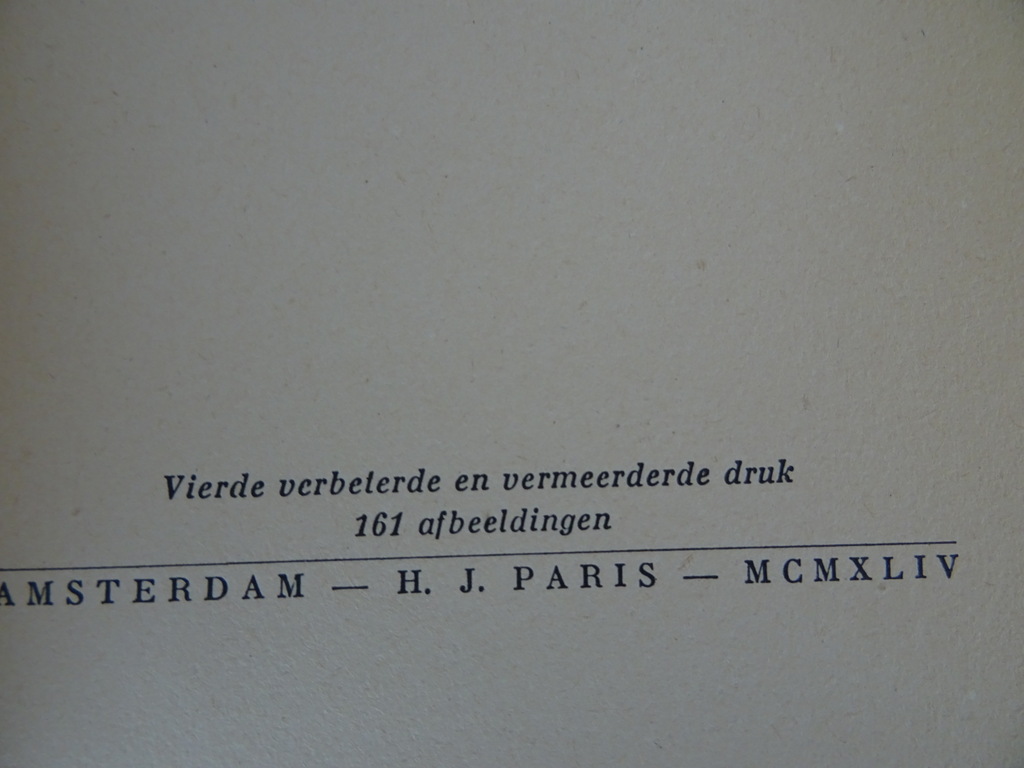 Vierde verbeterde en vermeerderde druk
161 afbeeldingen
AMSTERDAM — H. J. PARIS — MCMXLIV